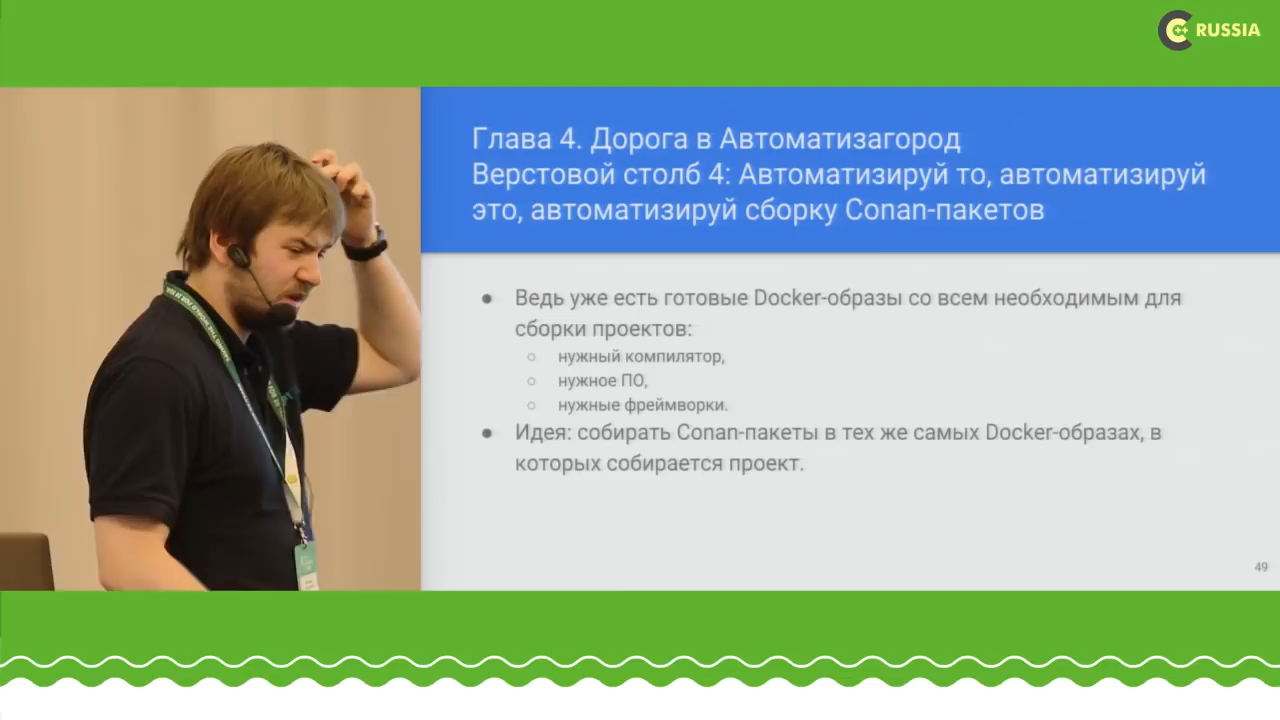 C++ RUSSIA
Глава 4. Дорога в Автоматизагород
Верстовой столб 4: Автоматизируй то, автоматизируй
это, автоматизируй сборку Conan-пакетов
● Ведь уже есть готовые Docker-образы со всем необходимым для
сборки проектов:
○ нужный компилятор,
○ нужное ПО,
○ нужные фреймворки.
● Идея: собирать Conan-пакеты в тех же самых Docker-образах, в
которых собирается проект.
49